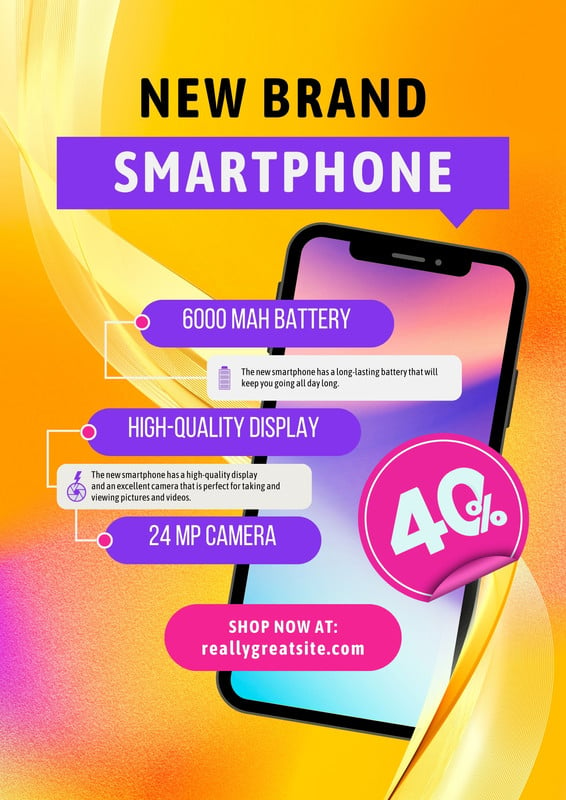 NEW BRAND
SMARTPHONE
6000 MAH BATTERY
The new smartphone has a long-lasting battery that will
keep you going all day long.
HIGH-QUALITY DISPLAY
The new smartphone has a high-quality display
and an excellent camera that is perfect for taking and
viewing pictures and videos.
24 MP CAMERA
40%
SHOP NOW AT:
reallygreatsite.com